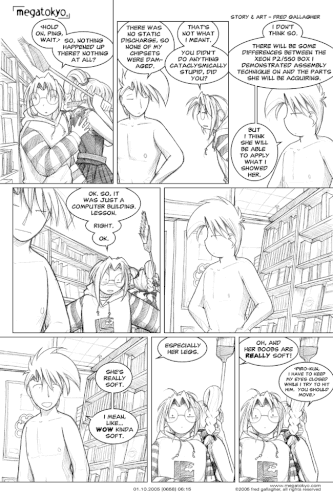 megatokyo
STORY & ART - FRED GALLAGHER
<HOLD
ON, PING.
WAIT.>
SO, NOTHING
HAPPENED UP
THERE? NOTHING
AT ALL?
THERE WAS
NO STATIC
DISCHARGE, SO
NONE OF MY
CHIPSETS
WERE DAM-
AGED.
THAT'S
NOT WHAT
I MEANT.
YOU DIDN'T
DO ANYTHING
CATACLYSMICALLY
STUPID, DID
YOU?
I DON'T
THINK SO.
THERE WILL BE SOME
DIFFERENCES BETWEEN THE
XEON P2/550 BOX I
DEMONSTRATED ASSEMBLY
TECHNIQUE ON AND THE PARTS
SHE WILL BE ACQUIRING.
BUT I
THINK
SHE WILL
BE ABLE
TO APPLY
WHAT I
SHOWED
HER.
OK. SO, IT
WAS JUST A
COMPUTER BUILDING.
LESSON.
RIGHT.
OK.
SHE'S
REALLY
SOFT.
I MEAN,
LIKE...
WOW KINDA
SOFT.
ESPECIALLY
HER LEGS.
OH, AND
HER BOOBS ARE
REALLY SOFT!
<PIRO-KUN,
I HAVE TO KEEP
MY EYES CLOSED
WHILE I TRY TO HIT
HIM. YOU SHOULD
MOVE.>
www.megatokyo.com
©2006 fred gallagher, all rights reserved